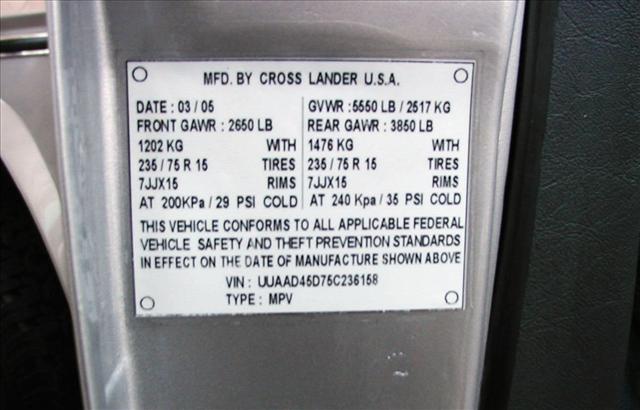 MFD. BY CROSS LANDER U.S.A.
DATE : 03 / 05 GVWR : 5550 LB / 2517 KG
FRONT GAWR : 2650 LB REAR GAWR : 3850 LB
1202 KG WITH 1476 KG WITH
235 / 75 R 15 TIRES 235 / 75 R 15 TIRES
7JJX15 RIMS 7JJX15 RIMS
AT 200KPa / 29 PSI COLD AT 240 Kpa / 35 PSI COLD
THIS VEHICLE CONFORMS TO ALL APPLICABLE FEDERAL
VEHICLE SAFETY AND THEFT PREVENTION STANDARDS
IN EFFECT ON THE DATE OF MANUFACTURE SHOWN ABOVE
VIN : UUAAD45D75C236158
TYPE : MPV